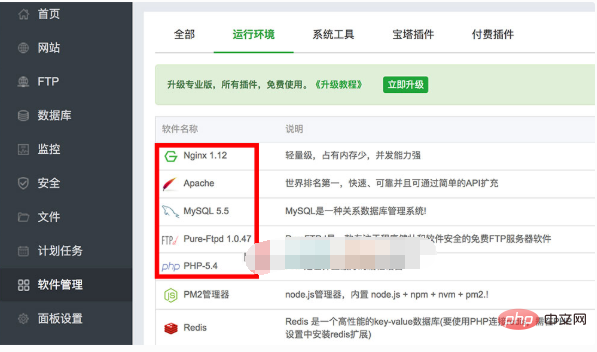 首页
网站
FTP
数据库
监控
安全
文件
计划任务
软件管理
面板设置
全部 运行环境 系统工具 宝塔插件 付费插件
升级专业版，所有插件，免费使用。《升级教程》 立即升级
软件名称 说明
Nginx 1.12 轻量级，占有内存少，并发能力强
Apache 世界排名第一，快速、可靠并且可通过简单的API扩充
MySQL 5.5 MySQL是一种关系数据库管理系统!
FTP Pure-Ftpd 1.0.47 软件安全的免费FTP服务器软件
php PHP-5.4
JS PM2管理器 node.js管理器，内置 node.js + npm + nvm + pm2.!
Redis Redis 是一个高性能的key-value数据库(要使用PHP连接
设置中安装redis扩展)
php 中文网